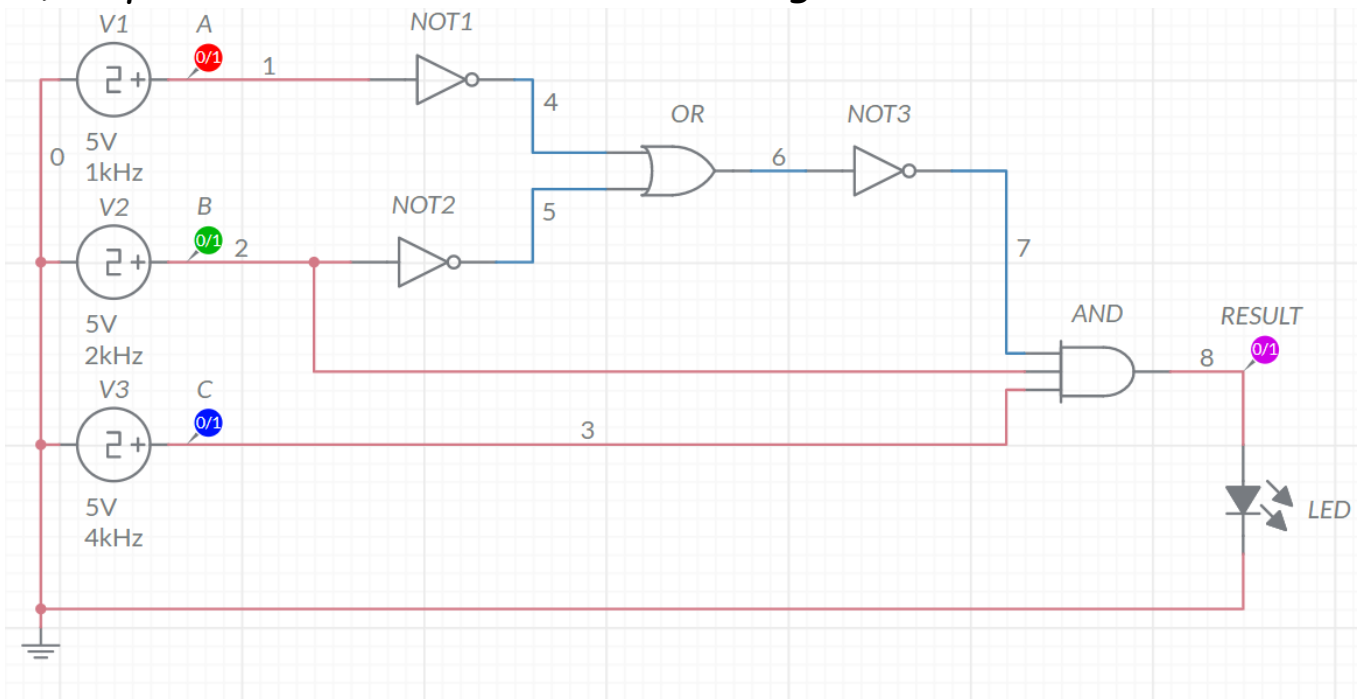 V1 A NOT1
0/1 1
4
OR NOT3
5V
0
1kHz
6
V2 B NOT2
5
0/1 2
7
5V
2kHz
AND RESULT
0/1
8
V3 C
0/1
3
5V
4kHz
LED